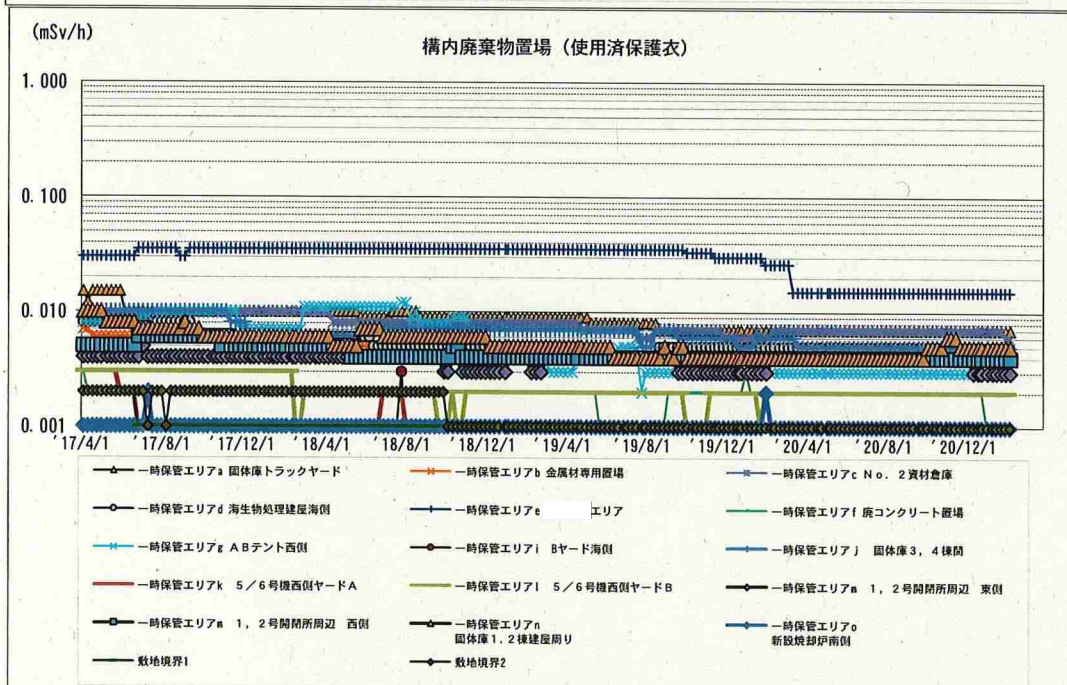 (mSv/h)
構内廃棄物置場（使用済保護衣）
1.000
0.100
0.010
0.001
'17/4/1 '17/8/1 '17/12/1 '18/4/1 '18/8/1 '18/12/1 '19/4/1 '19/8/1 '19/12/1 '20/4/1 '20/8/1 '20/12/1
一時保管エリアa 固体庫トラックヤード
一時保管エリアb 金属材専用置場
一時保管エリアc No. 2資材倉庫
一時保管エリアd 海生物処理建屋海側
一時保管エリアe エリア
一時保管エリアf 廃コンクリート置場
一時保管エリアg ABテント西側
一時保管エリアi Bヤード海側
一時保管エリアj 固体庫3, 4棟間
一時保管エリアk 5／6号機西側ヤードA
一時保管エリアl 5／6号機西側ヤードB
一時保管エリアm 1, 2号開閉所周辺 東側
一時保管エリアm 1, 2号開閉所周辺 西側
一時保管エリアn
固体庫1, 2棟建屋周り
一時保管エリアo
新設焼却炉南側
敷地境界1
敷地境界2